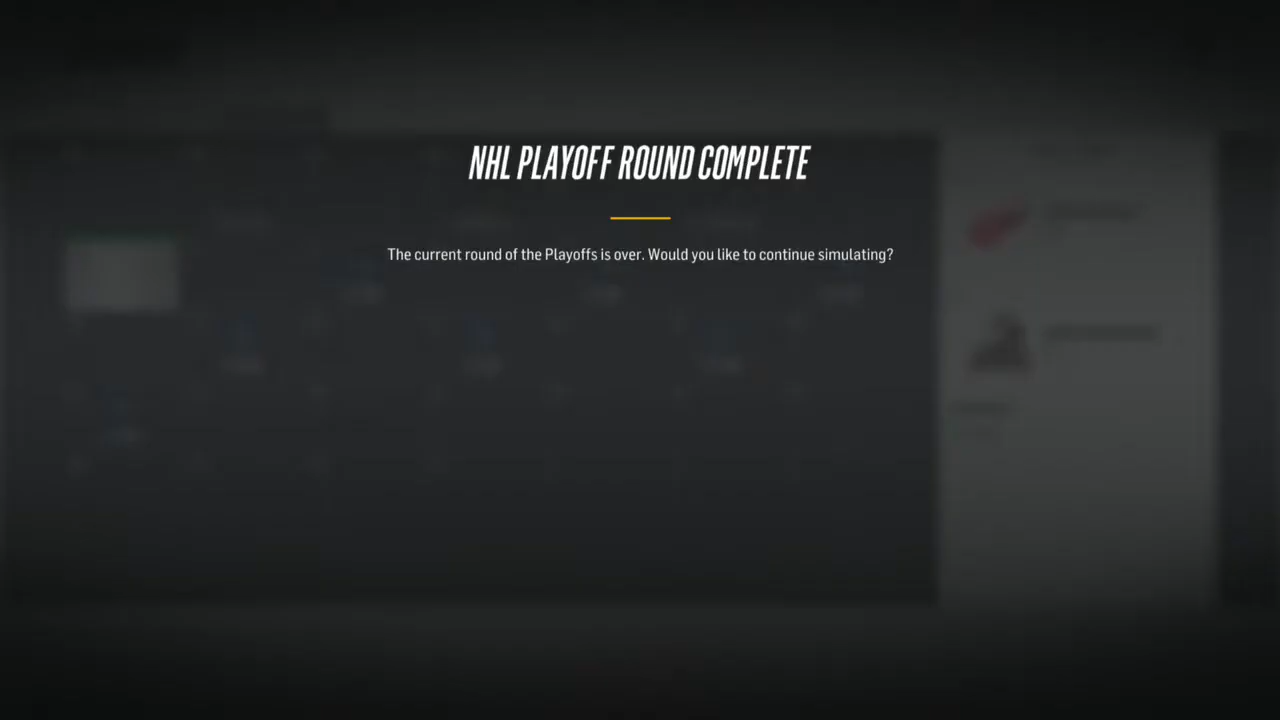 NHL PLAYOFF ROUND COMPLETE
The current round of the Playoffs is over. Would you like to continue simulating?